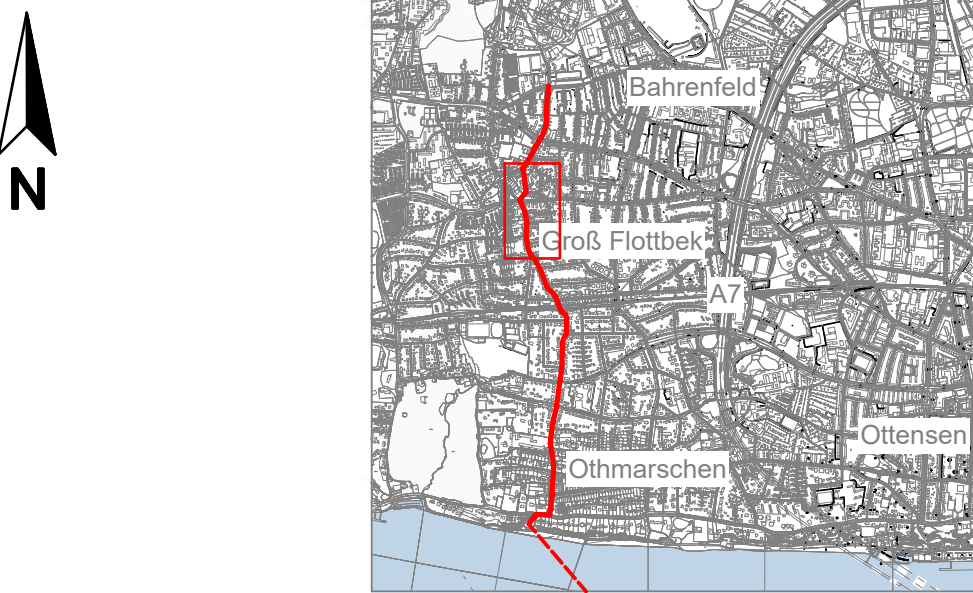 N
Bahrenfeld
Groß Flottbek
A7
Ottensen
Othmarschen